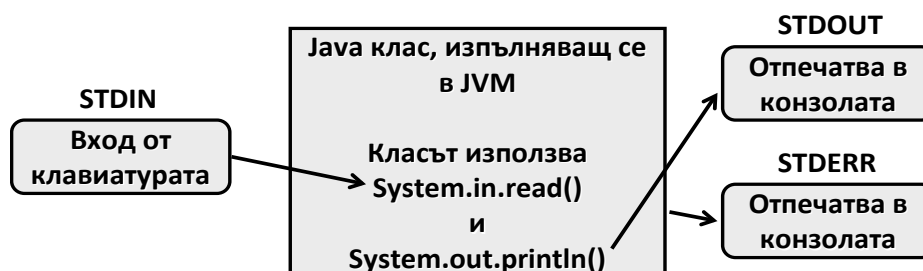 STDIN
Вход от
клавиатурата
Java клас, изпълняващ се
в JVM
Класът използва
System.in.read()
и
System.out.println()
STDOUT
Отпечатва в
конзолата
STDERR
Отпечатва в
конзолата